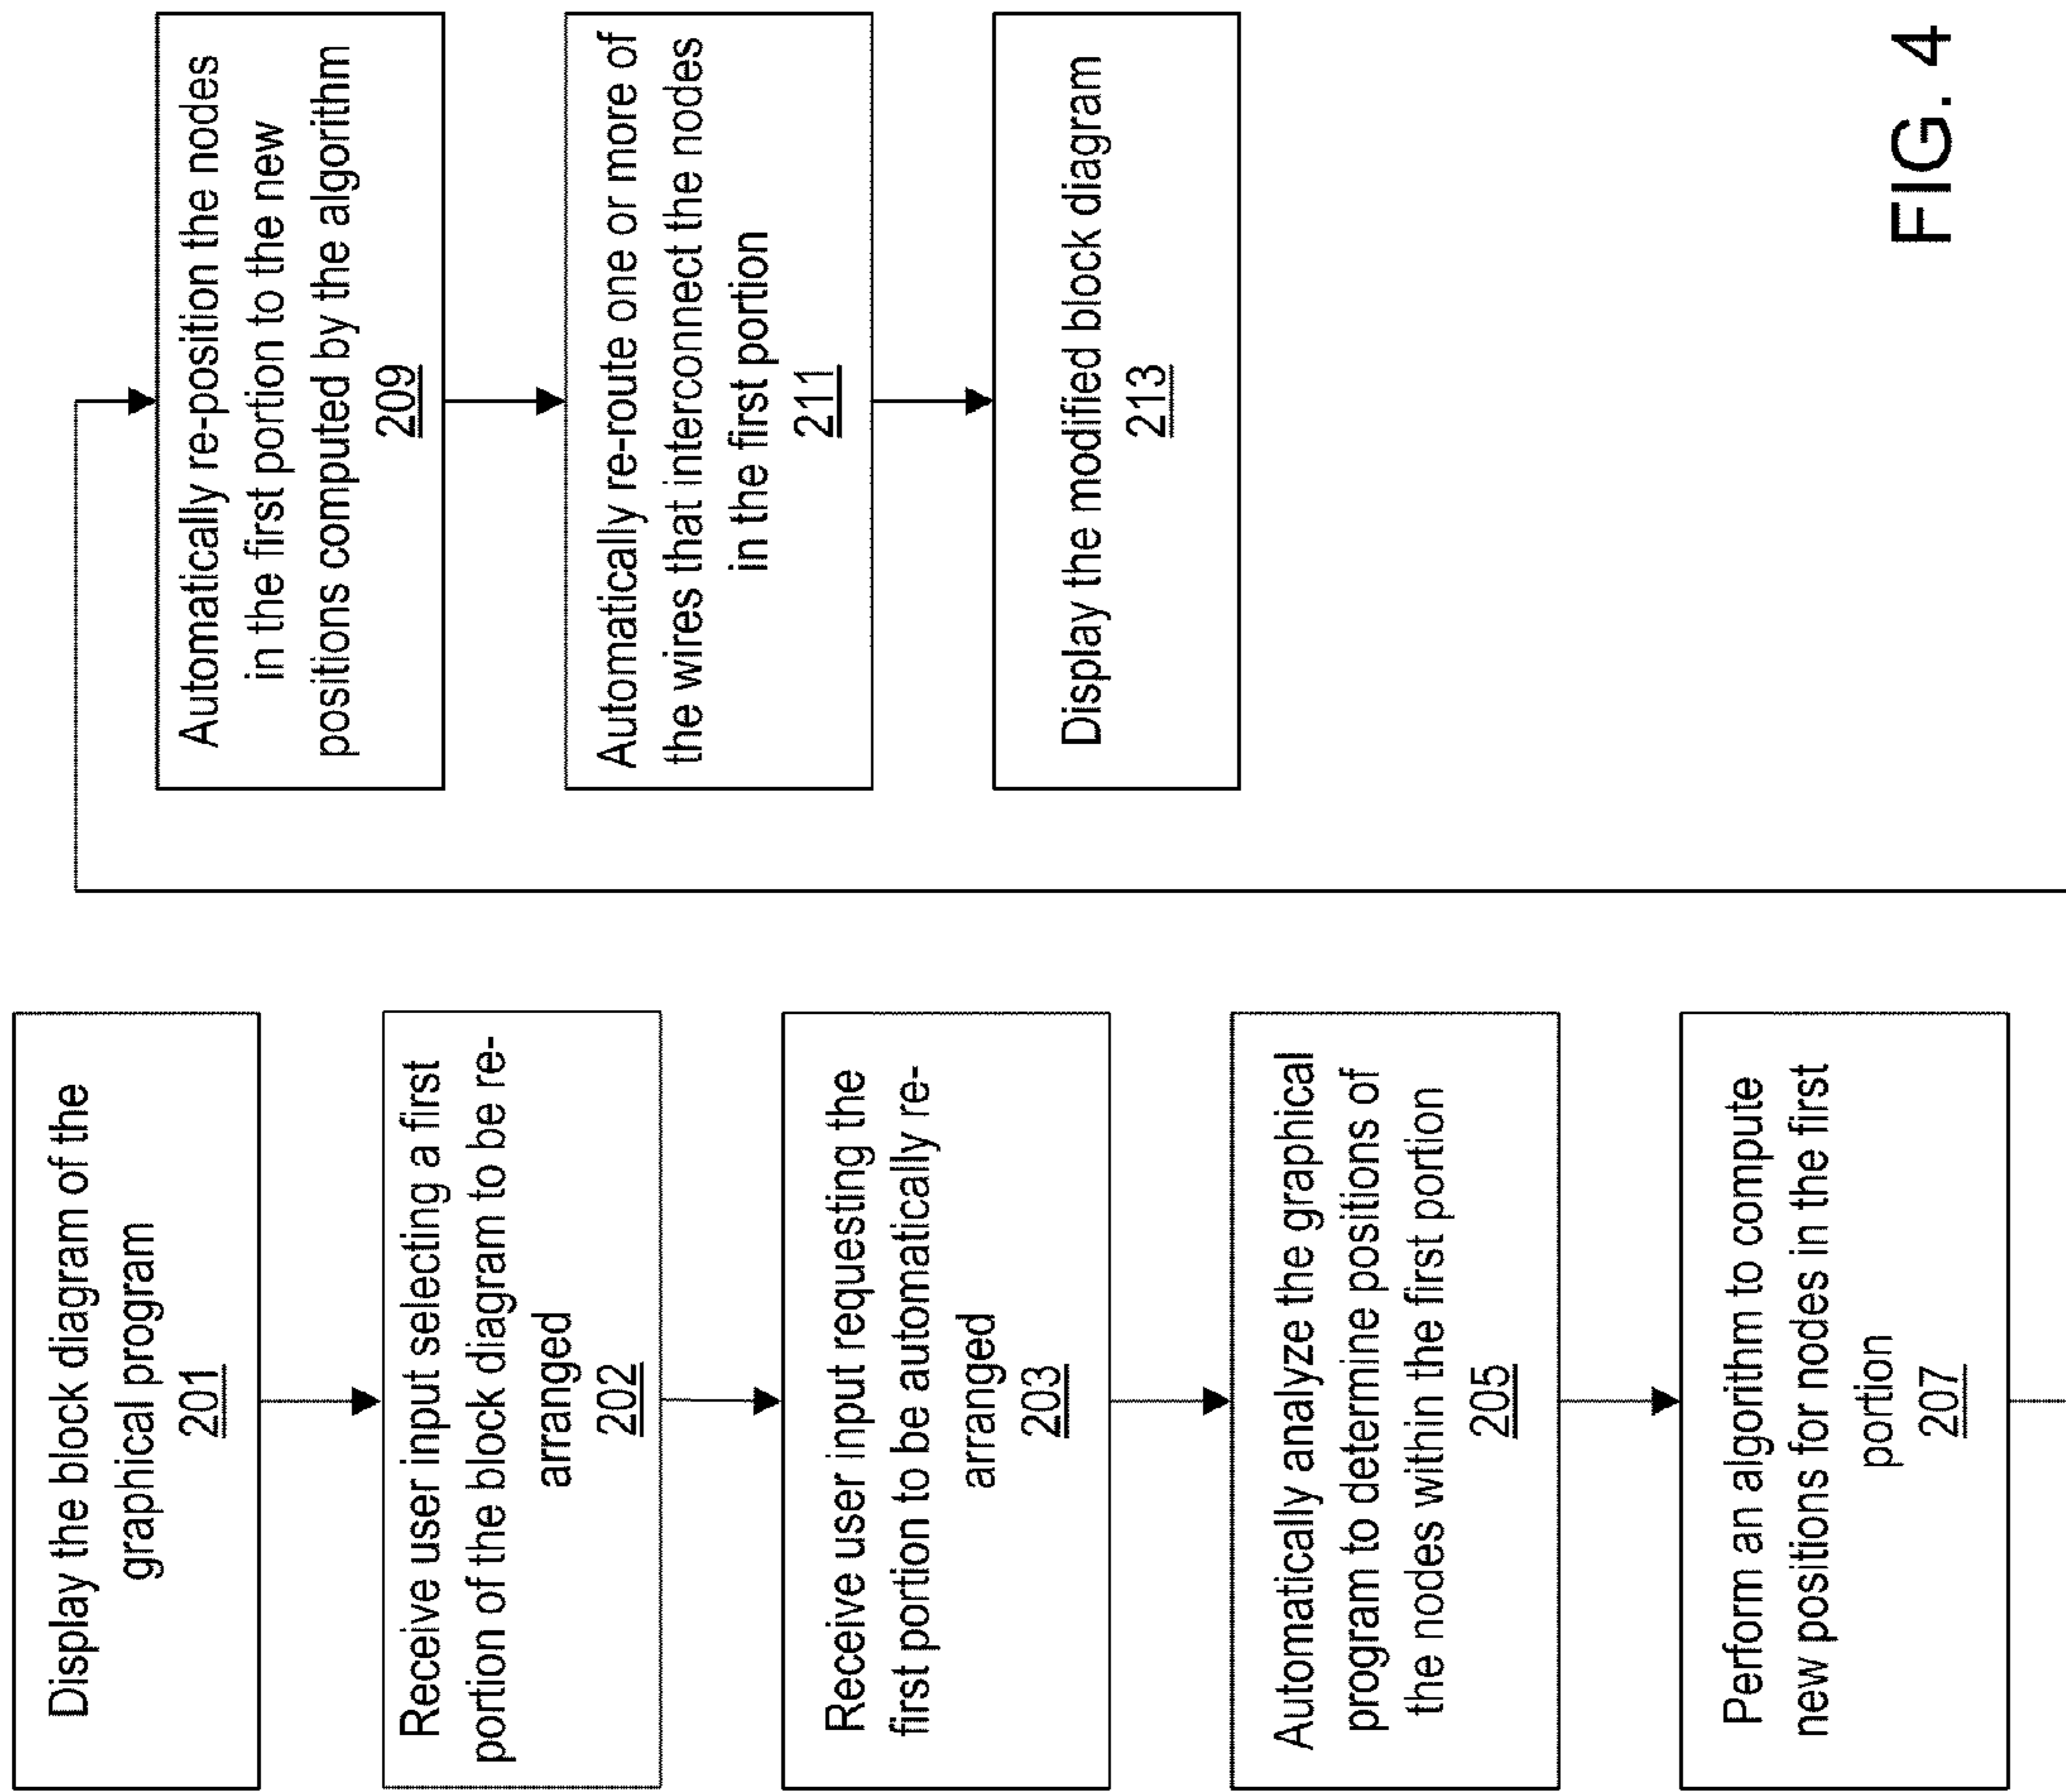 Display the block diagram of the
graphical program
201
Receive user input selecting a first
portion of the block diagram to be re-
arranged
202
Receive user input requesting the
first portion to be automatically re-
arranged
203
Automatically analyze the graphical
program to determine positions of
the nodes within the first portion
205
Perform an algorithm to compute
new positions for nodes in the first
portion
207
Automatically re-position the nodes
in the first portion to the new
positions computed by the algorithm
209
Automatically re-route one or more of
the wires that interconnect the nodes
in the first portion
211
Display the modified block diagram
213
FIG. 4